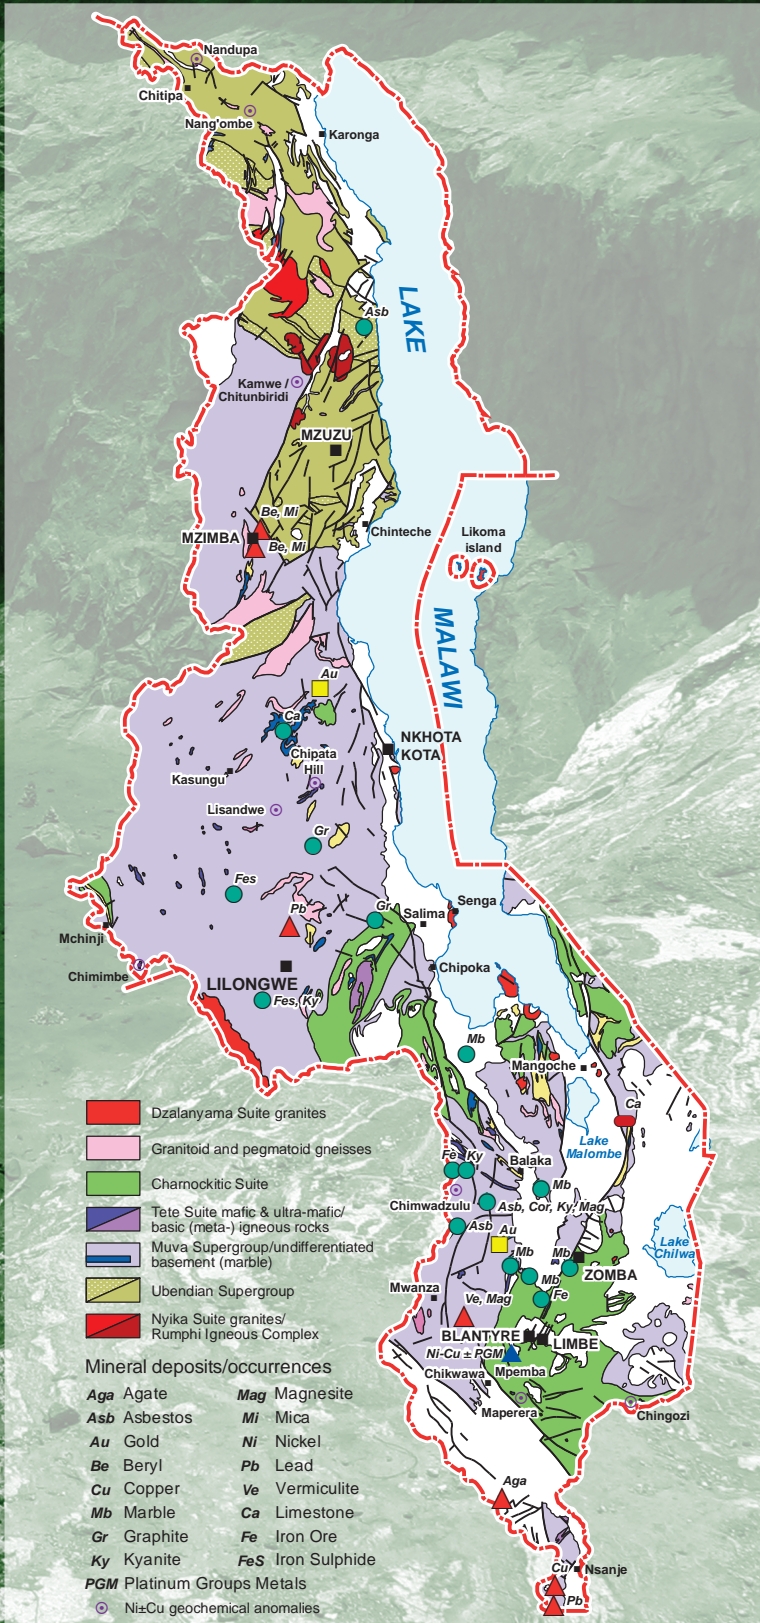 Nandupa
Chitipa
Nang'ombe
Karonga
LAKE
Asb
Kamwe /
Chitunbiridi
MZUZU
Be, Mi
MZIMBA
Be, Mi
Chinteche
Likoma
island
MALAWI
Au
Ca
NKHOTA
KOTA
Chipata
Hill
Kasungu
Lisandwe
Gr
Fes
Pb
Gr
Salima
Senga
Mchinji
Chimimbe
Chipoka
LILONGWE
Fes, Ky
Mb
Mangoche
Ca
Lake
Malombe
Fe
Ky
Balaka
Mb
Chimwadzulu
Asb, Cor, Ky, Mag
Asb
Au
Lake
Chilwa
Mb
Mb
ZOMBA
Mb
Mwanza
Ve, Mag
Fe
BLANTYRE
LIMBE
Ni-Cu ± PGM
Mpemba
Chikwawa
Maperera
Chingozi
Aga
Cu
Nsanje
Pb
Dzalanyama Suite granites
Granitoid and pegmatoid gneisses
Charnockitic Suite
Tete Suite mafic & ultra-mafic/
basic (meta-) igneous rocks
Muva Supergroup/undifferentiated
basement (marble)
Ubendian Supergroup
Nyika Suite granites/
Rumphi Igneous Complex
Mineral deposits/occurrences
Aga Agate
Mag Magnesite
Asb Asbestos
Mi Mica
Au Gold
Ni Nickel
Be Beryl
Pb Lead
Cu Copper
Ve Vermiculite
Mb Marble
Ca Limestone
Gr Graphite
Fe Iron Ore
Ky Kyanite
FeS Iron Sulphide
PGM Platinum Groups Metals
Ni±Cu geochemical anomalies